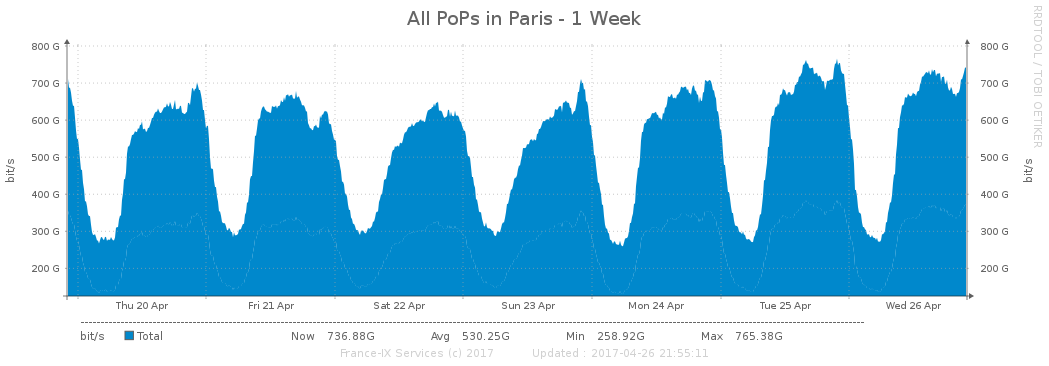 All PoPs in Paris - 1 Week
RRDTOOL / TOBI OETIKER
bit/s
800 G 800 G
700 G 700 G
600 G 600 G
500 G 500 G
400 G 400 G
300 G 300 G
200 G 200 G
bit/s
Thu 20 Apr Fri 21 Apr Sat 22 Apr Sun 23 Apr Mon 24 Apr Tue 25 Apr Wed 26 Apr
bit/s Total Now 736.88G Avg 530.25G Min 258.92G Max 765.38G
France-IX Services (c) 2017 Updated : 2017-04-26 21:55:11